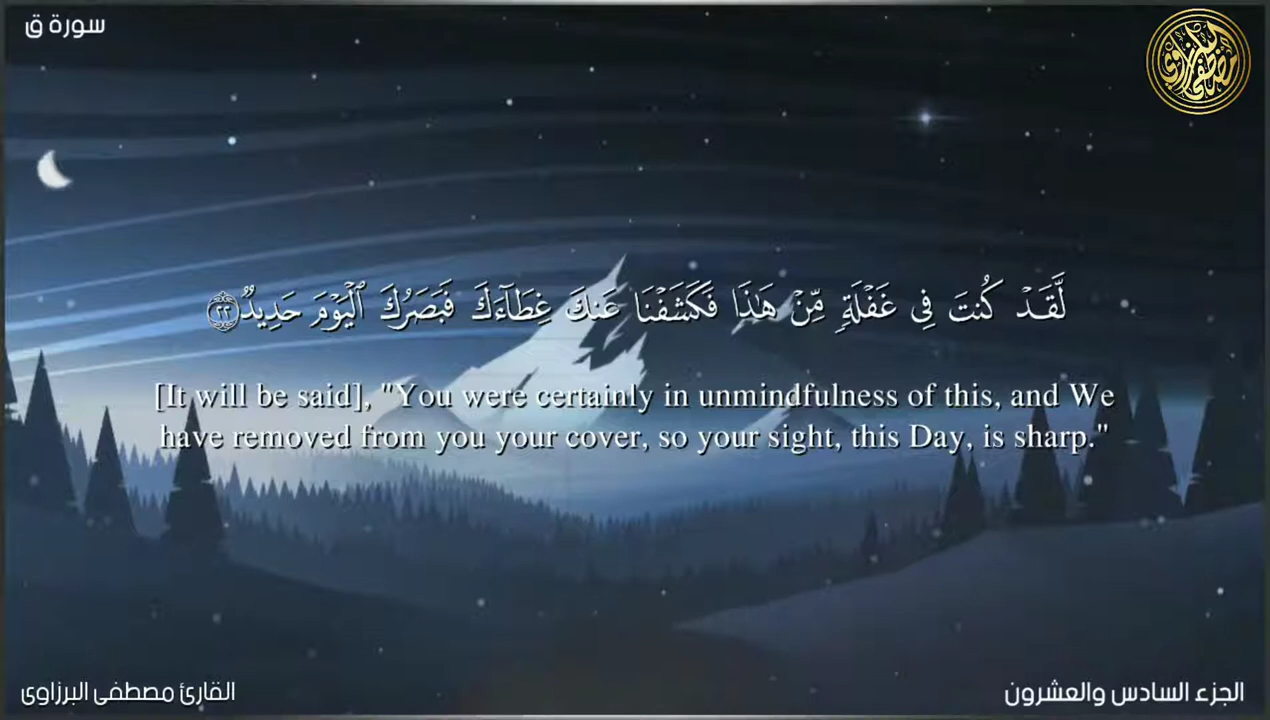 سورة ق
لَّقَدْ كُنتَ فِى غَفْلَةٍ مِّنْ هَٰذَا فَكَشَفْنَا عَنكَ غِطَآءَكَ فَبَصَرُكَ ٱلْيَوْمَ حَدِيدٌ ٢٢
[It will be said], "You were certainly in unmindfulness of this, and We
have removed from you your cover, so your sight, this Day, is sharp."
الجزء السادس والعشرون
القارئ مصطفى البرزاوى